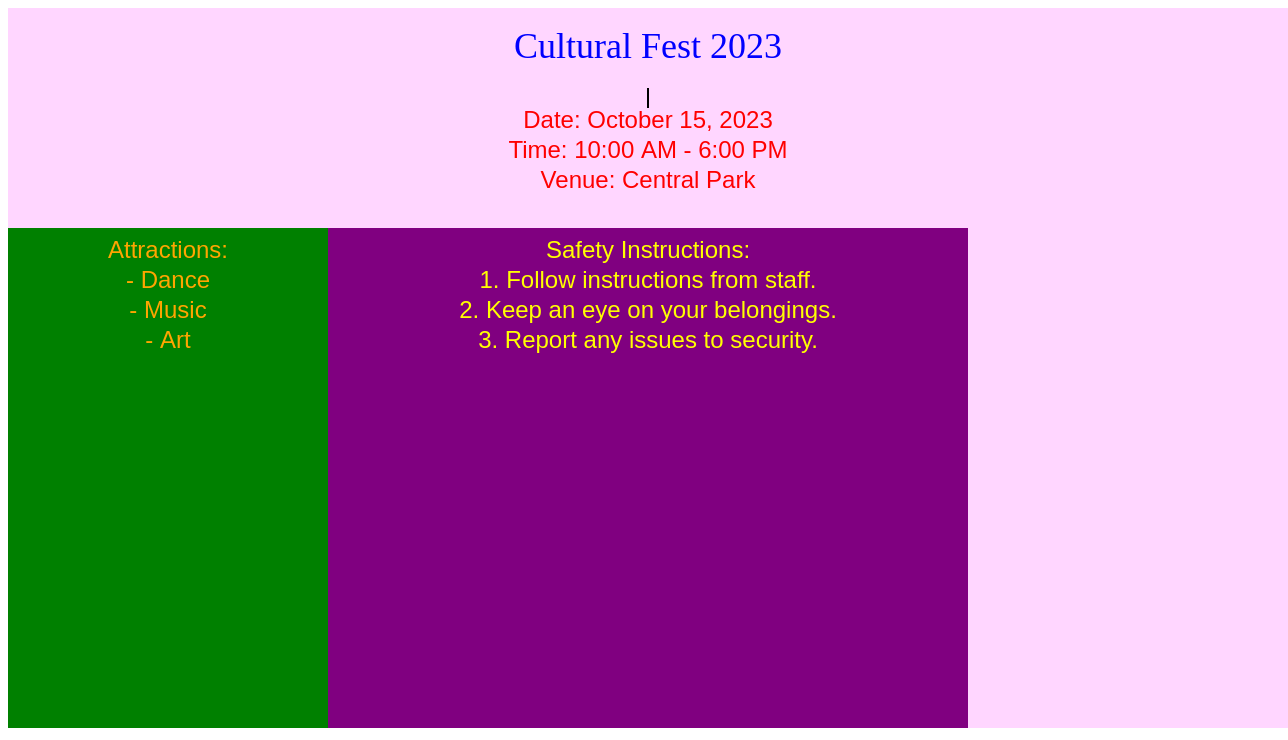 Cultural Fest 2023
Date: October 15, 2023
Time: 10:00 AM - 6:00 PM
Venue: Central Park
Attractions:
- Dance
- Music
- Art
Safety Instructions:
1. Follow instructions from staff.
2. Keep an eye on your belongings.
3. Report any issues to security.